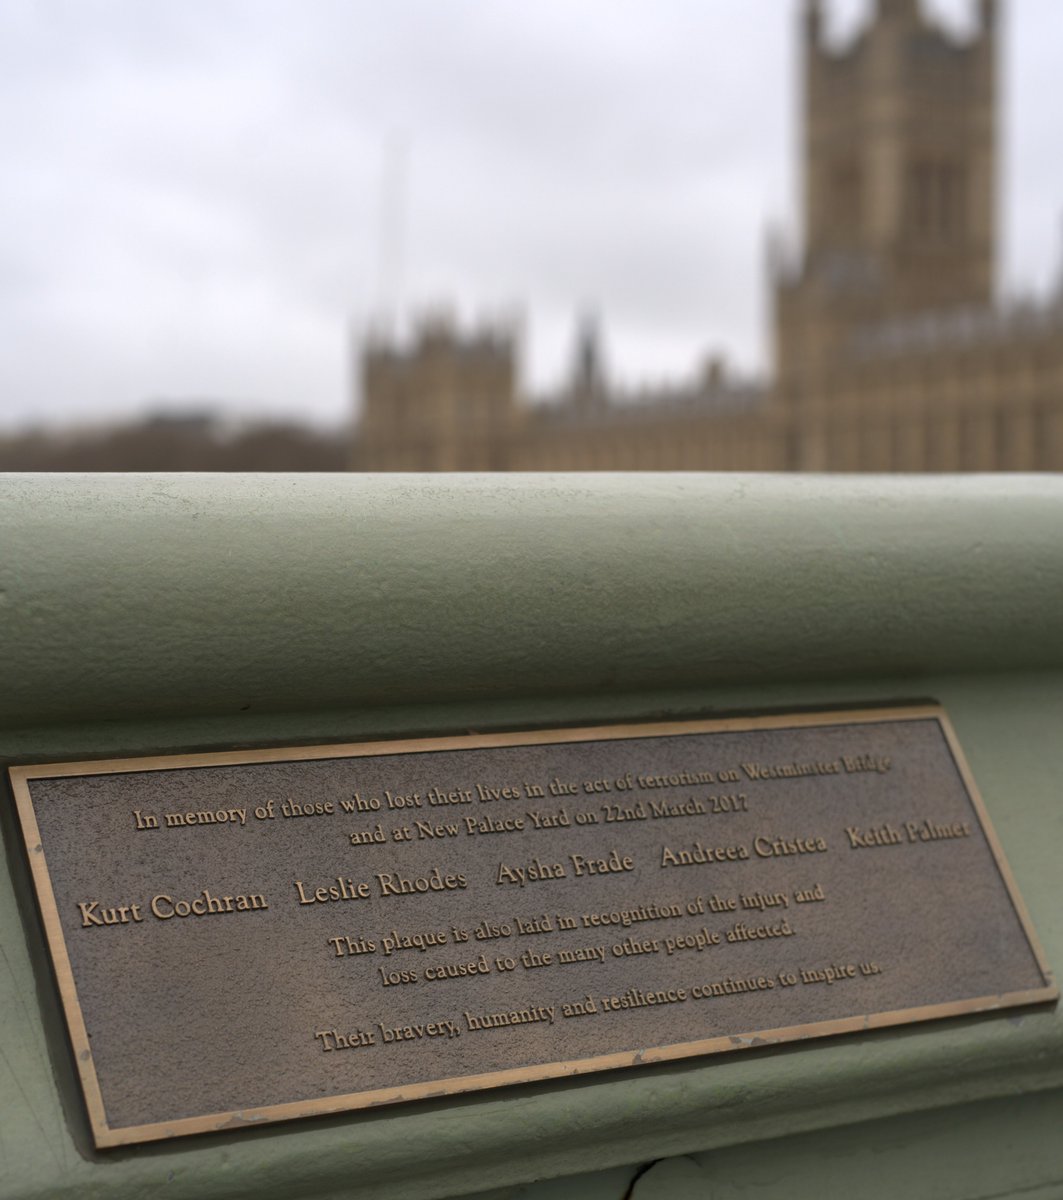 In memory of those who lost their lives in the act of terrorism on Westminster Bridge
and at New Palace Yard on 22nd March 2017
Kurt Cochran Leslie Rhodes Aysha Frade Andreea Cristea Keith Palmer
This plaque is also laid in recognition of the injury and
loss caused to the many other people affected
Their bravery, humanity and resilience continues to inspire us.